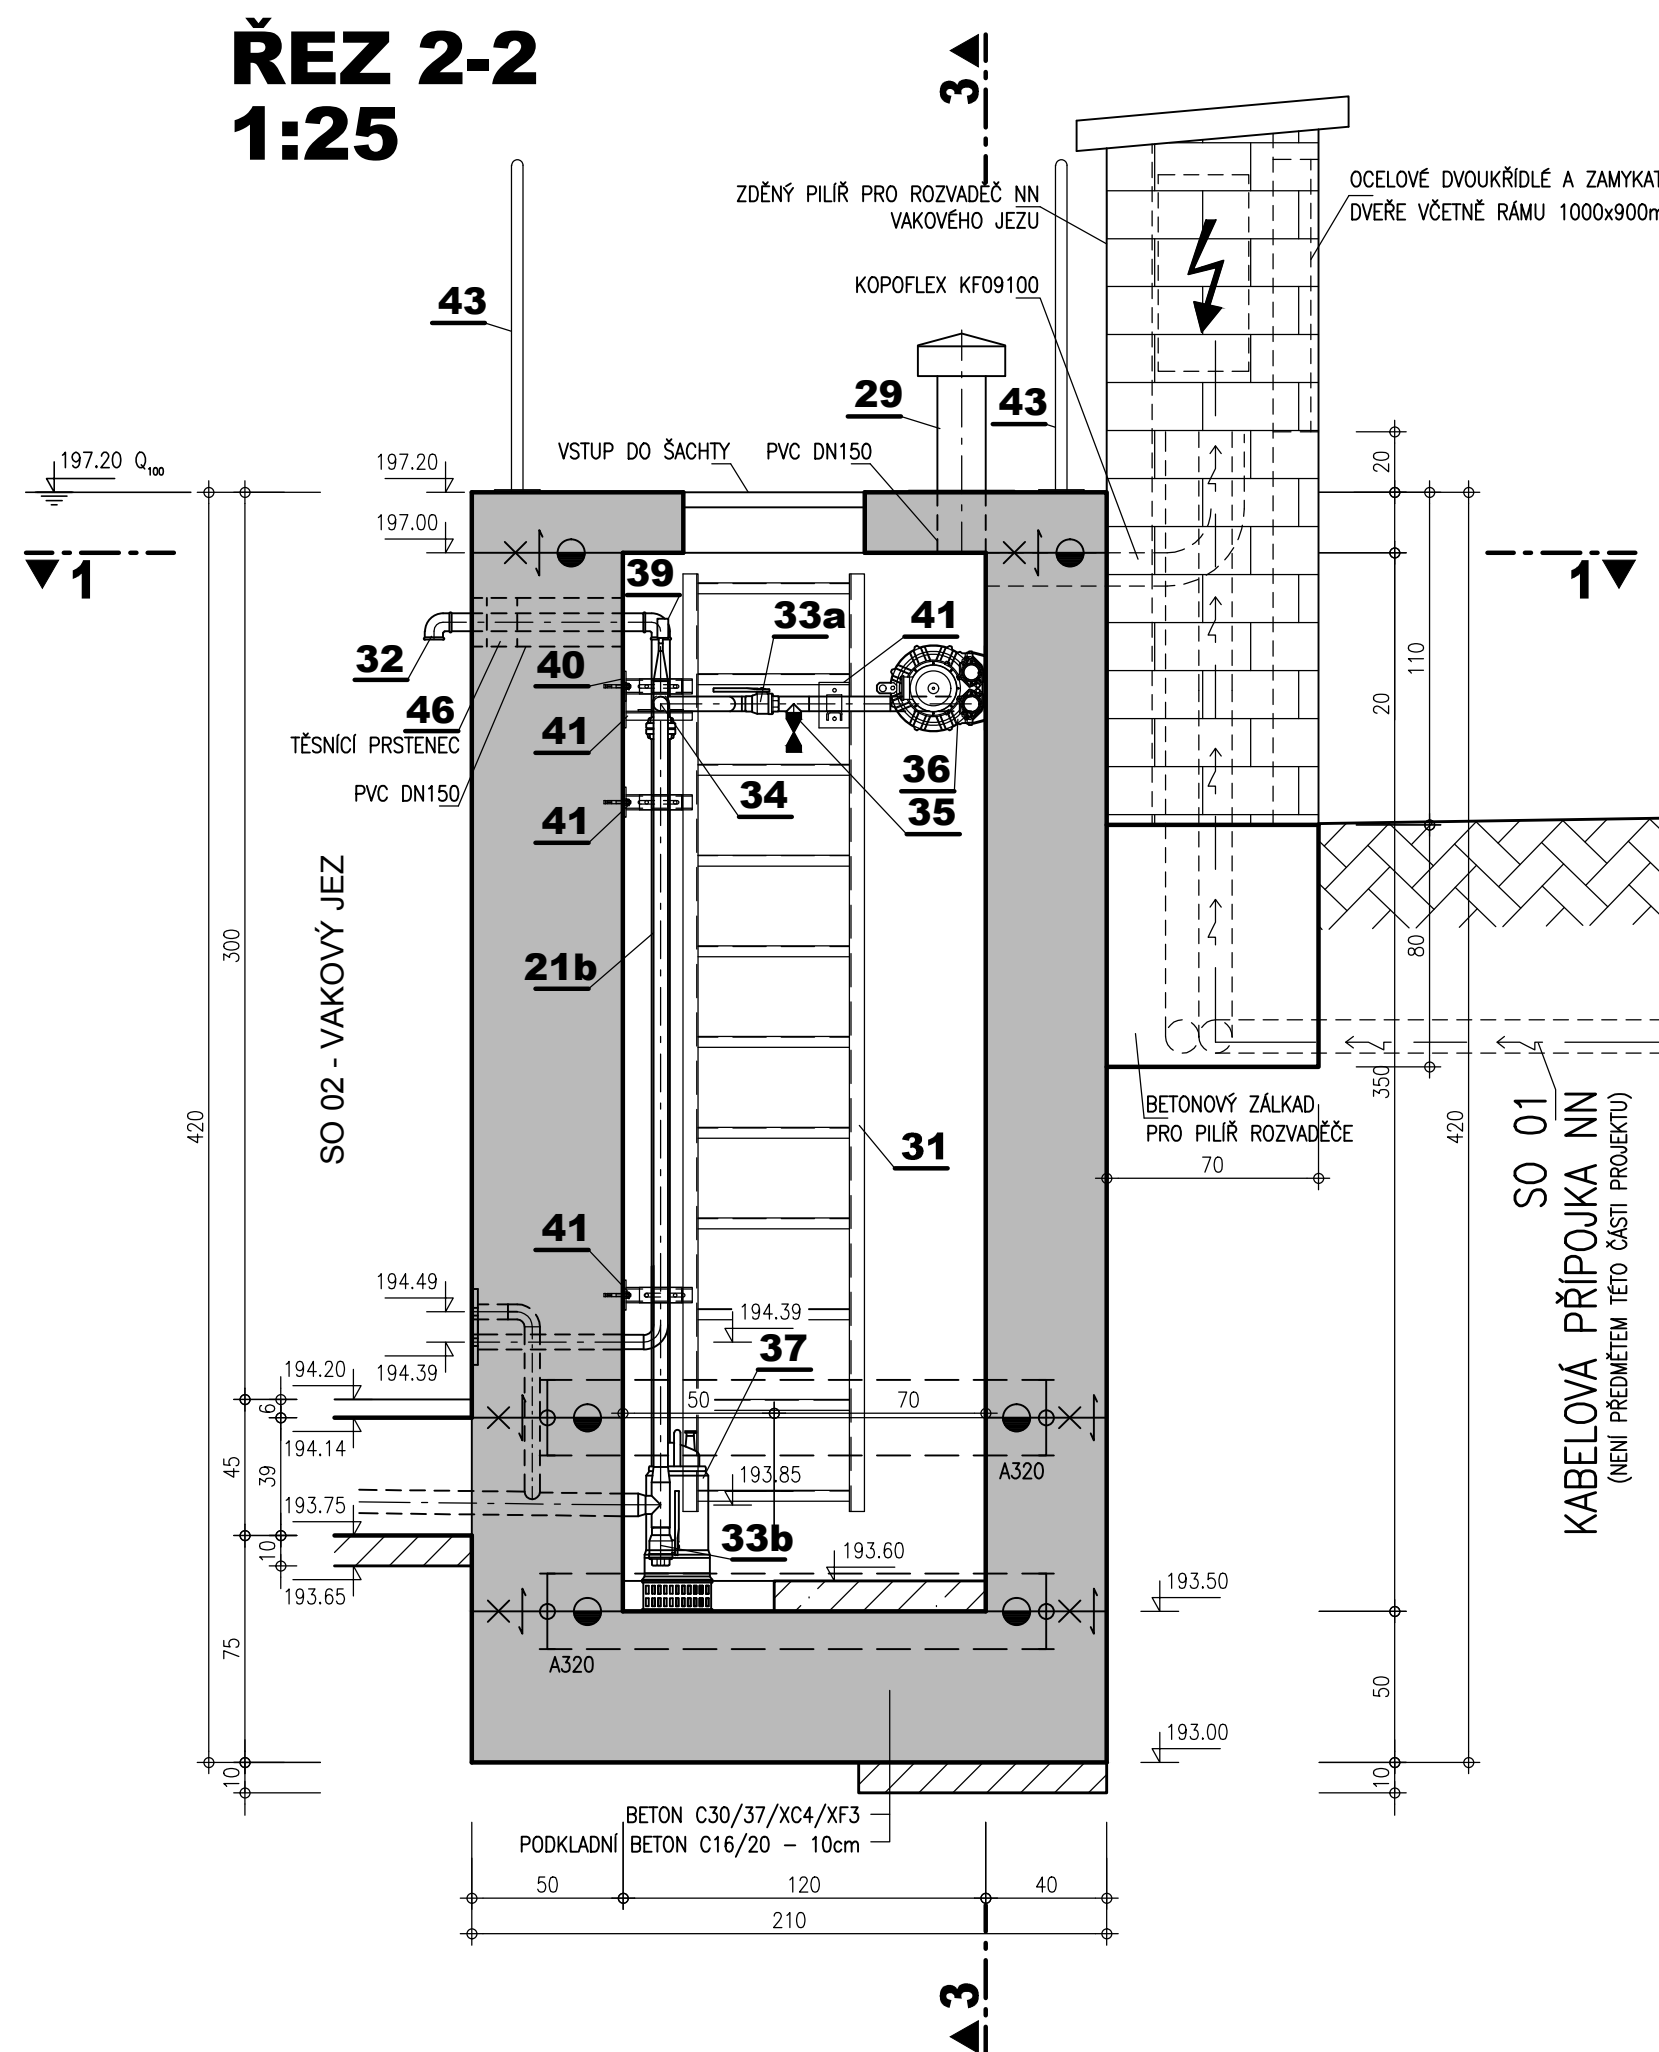 ŘEZ 2-2
1:25
3
ZDĚNÝ PILÍŘ PRO ROZVADĚČ NN
VAKOVÉHO JEZU
OCELOVÉ DVOUKŘÍDLÉ A ZAMYKAT
DVEŘE VČETNĚ RÁMU 1000x900m
KOPOFLEX KF09100
43
29
43
VSTUP DO ŠACHTY
PVC DN150
197.20 Q100
197.20
197.00
20
1
1
39
33a
41
32
40
46
41
TĚSNÍCÍ PRSTENEC
PVC DN150
36
34
35
41
110
20
300
SO 02 - VAKOVÝ JEZ
21b
80
420
350
420
BETONOVÝ ZÁLKAD
PRO PILÍŘ ROZVADĚČE
31
70
SO 01
KABELOVÁ PŘÍPOJKA NN
(NENÍ PŘEDMĚTEM TÉTO ČÁSTI PROJEKTU)
41
194.49
194.39
194.39
37
194.20
6
194.14
50
70
45
39
A320
193.85
193.75
33b
10
193.65
193.60
193.50
75
A320
50
193.00
10
10
BETON C30/37/XC4/XF3
PODKLADNÍ BETON C16/20 – 10cm
50
120
40
210
3